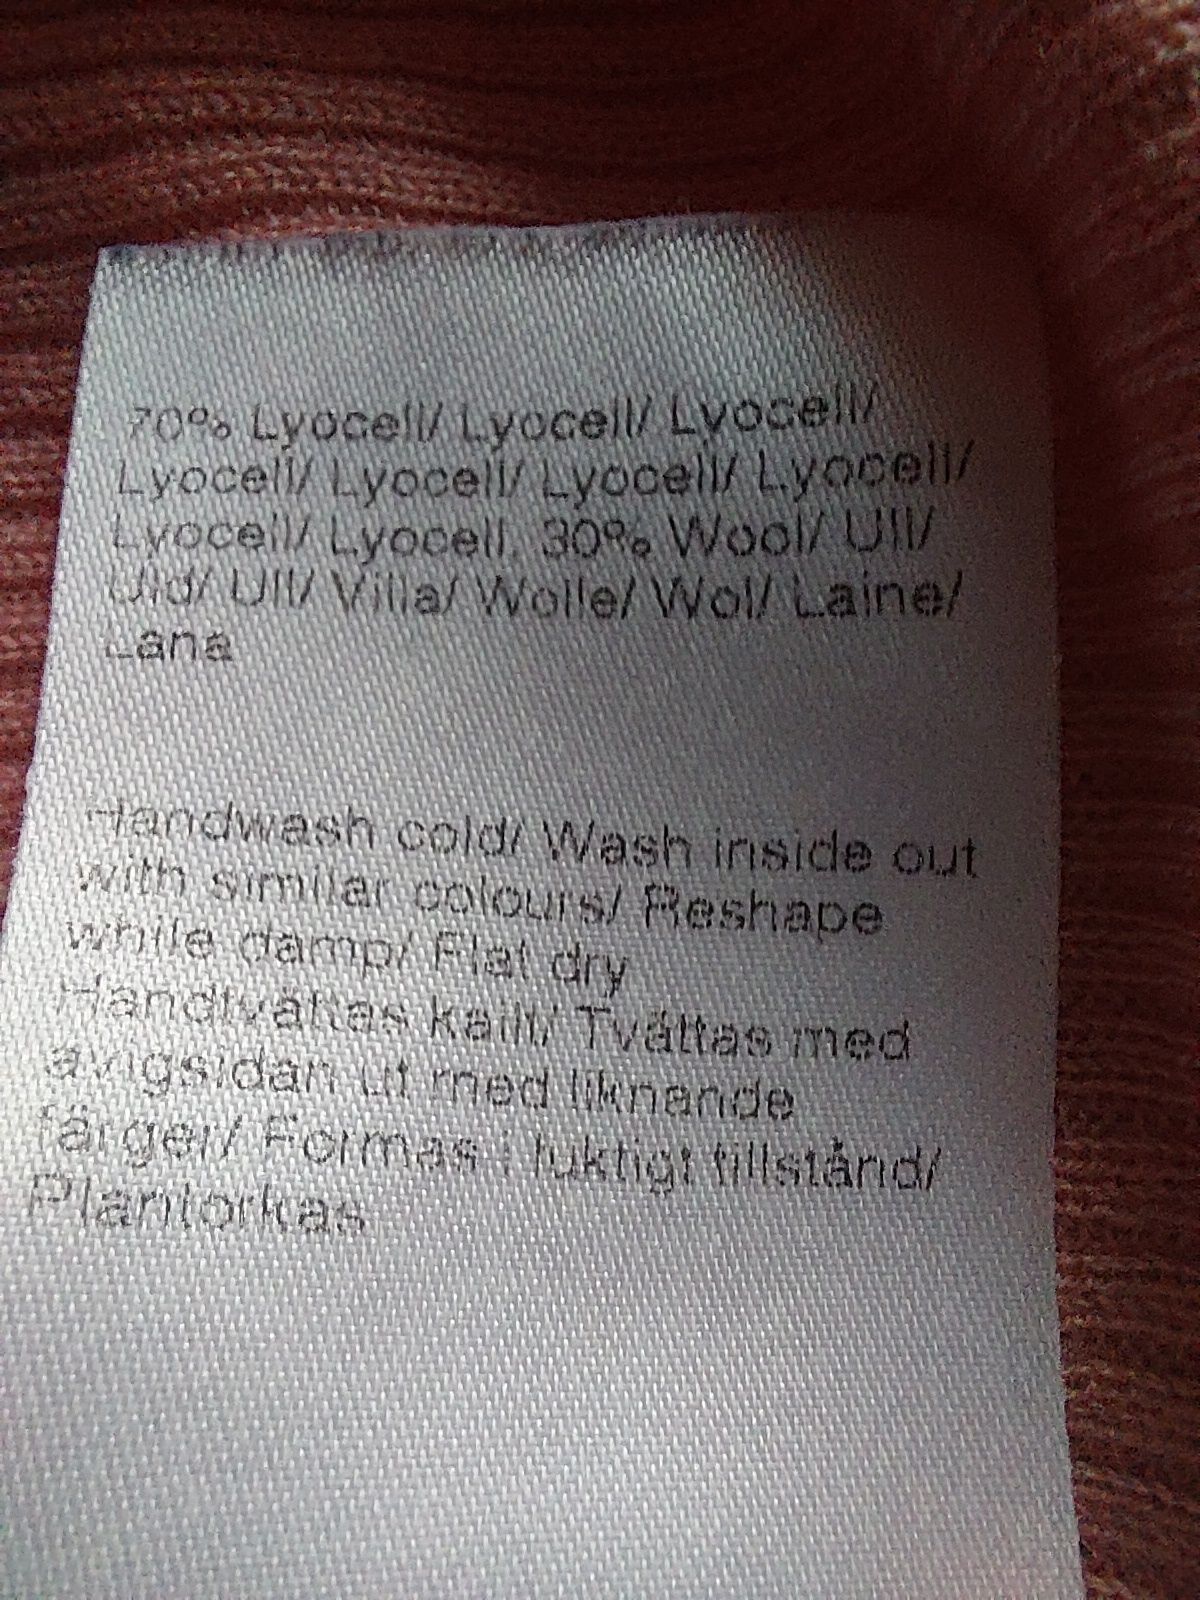 70% Lyocell/ Lyocell/ Lyocell/
Lyocell/ Lyocell/ Lyocell/ Lyocell/
Lyocell/ Lyocell, 30% Wool/ Ull/
Uld/ Ull/ Villa/ Wolle/ Wol/ Laine/
Lana
Handwash cold/ Wash inside out
with similar colours/ Reshape
while damp/ Flat dry
Handtvättas kallt/ Tvättas med
avigsidan ut med liknande
färger/ Formas i fuktigt tillstånd/
Plantorkas